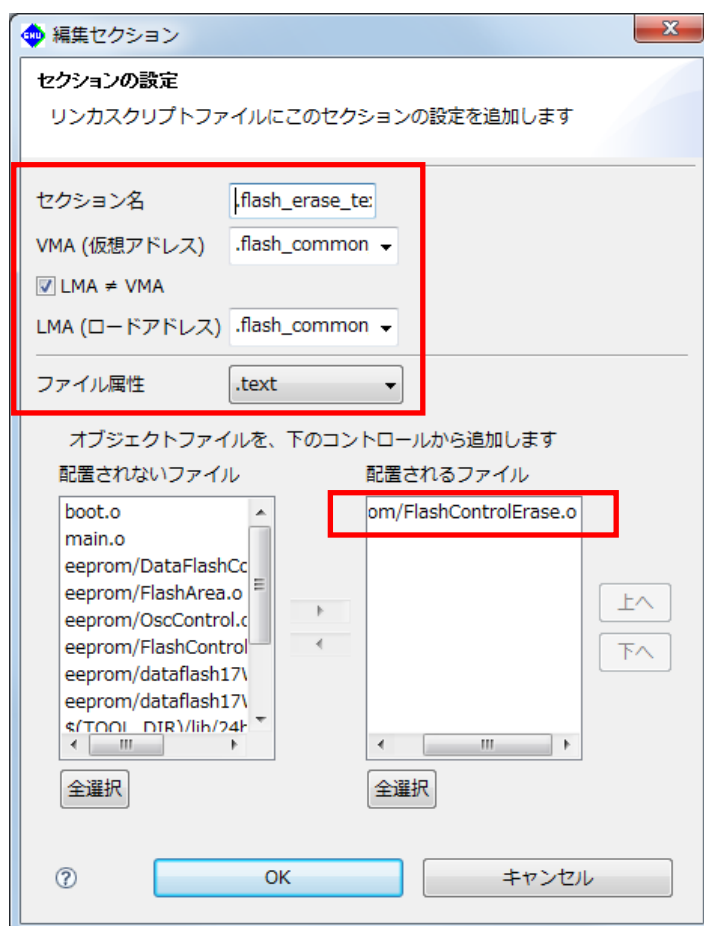 GNU 編集セクション
セクションの設定
リンカスクリプトファイルにこのセクションの設定を追加します
セクション名 .flash_erase_te
VMA (仮想アドレス) .flash_common
LMA ≠ VMA
LMA (ロードアドレス) .flash_common
ファイル属性 .text
オブジェクトファイルを、下のコントロールから追加します
配置されないファイル 配置されるファイル
boot.o om/FlashControlErase.o
main.o
eeprom/DataFlashCo
eeprom/FlashArea.o
eeprom/OscControl.o
eeprom/FlashControl
eeprom/dataflash17\
eeprom/dataflash17\
$(TOOL_DIR)/lib/24b
上へ
下へ
全選択 全選択
OK キャンセル